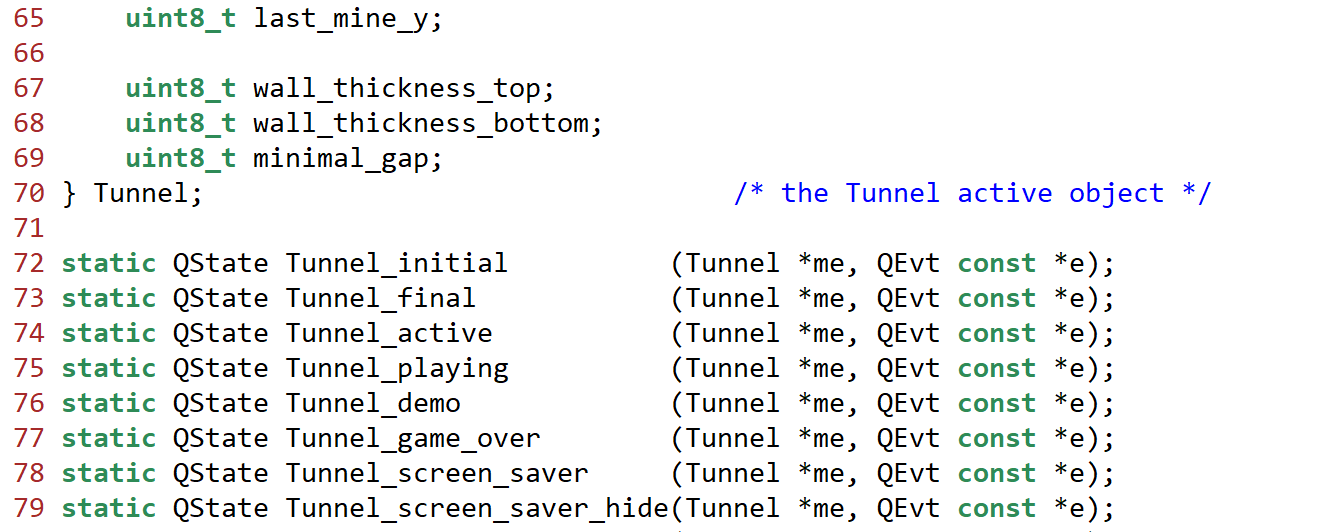 65     uint8_t last_mine_y;
66
67     uint8_t wall_thickness_top;
68     uint8_t wall_thickness_bottom;
69     uint8_t minimal_gap;
70 } Tunnel;                                  /* the Tunnel active object */
71
72 static QState Tunnel_initial          (Tunnel *me, QEvt const *e);
73 static QState Tunnel_final            (Tunnel *me, QEvt const *e);
74 static QState Tunnel_active           (Tunnel *me, QEvt const *e);
75 static QState Tunnel_playing          (Tunnel *me, QEvt const *e);
76 static QState Tunnel_demo             (Tunnel *me, QEvt const *e);
77 static QState Tunnel_game_over        (Tunnel *me, QEvt const *e);
78 static QState Tunnel_screen_saver     (Tunnel *me, QEvt const *e);
79 static QState Tunnel_screen_saver_hide(Tunnel *me, QEvt const *e);